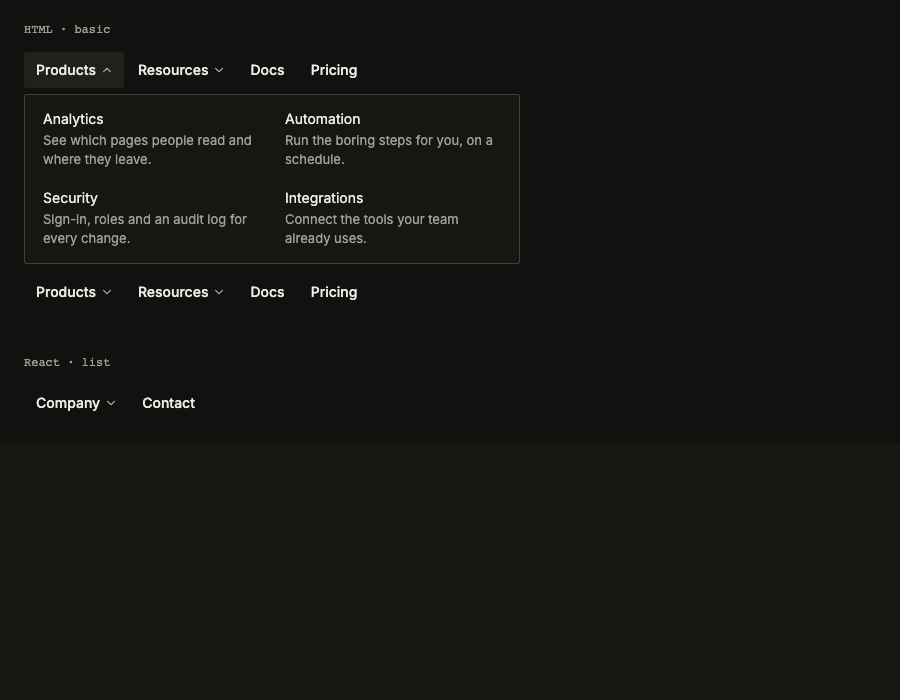 HTML · basic
Products Resources Docs Pricing
Analytics
See which pages people read and
where they leave.
Automation
Run the boring steps for you, on a
schedule.
Security
Sign-in, roles and an audit log for
every change.
Integrations
Connect the tools your team
already uses.
Products Resources Docs Pricing
React · list
Company Contact